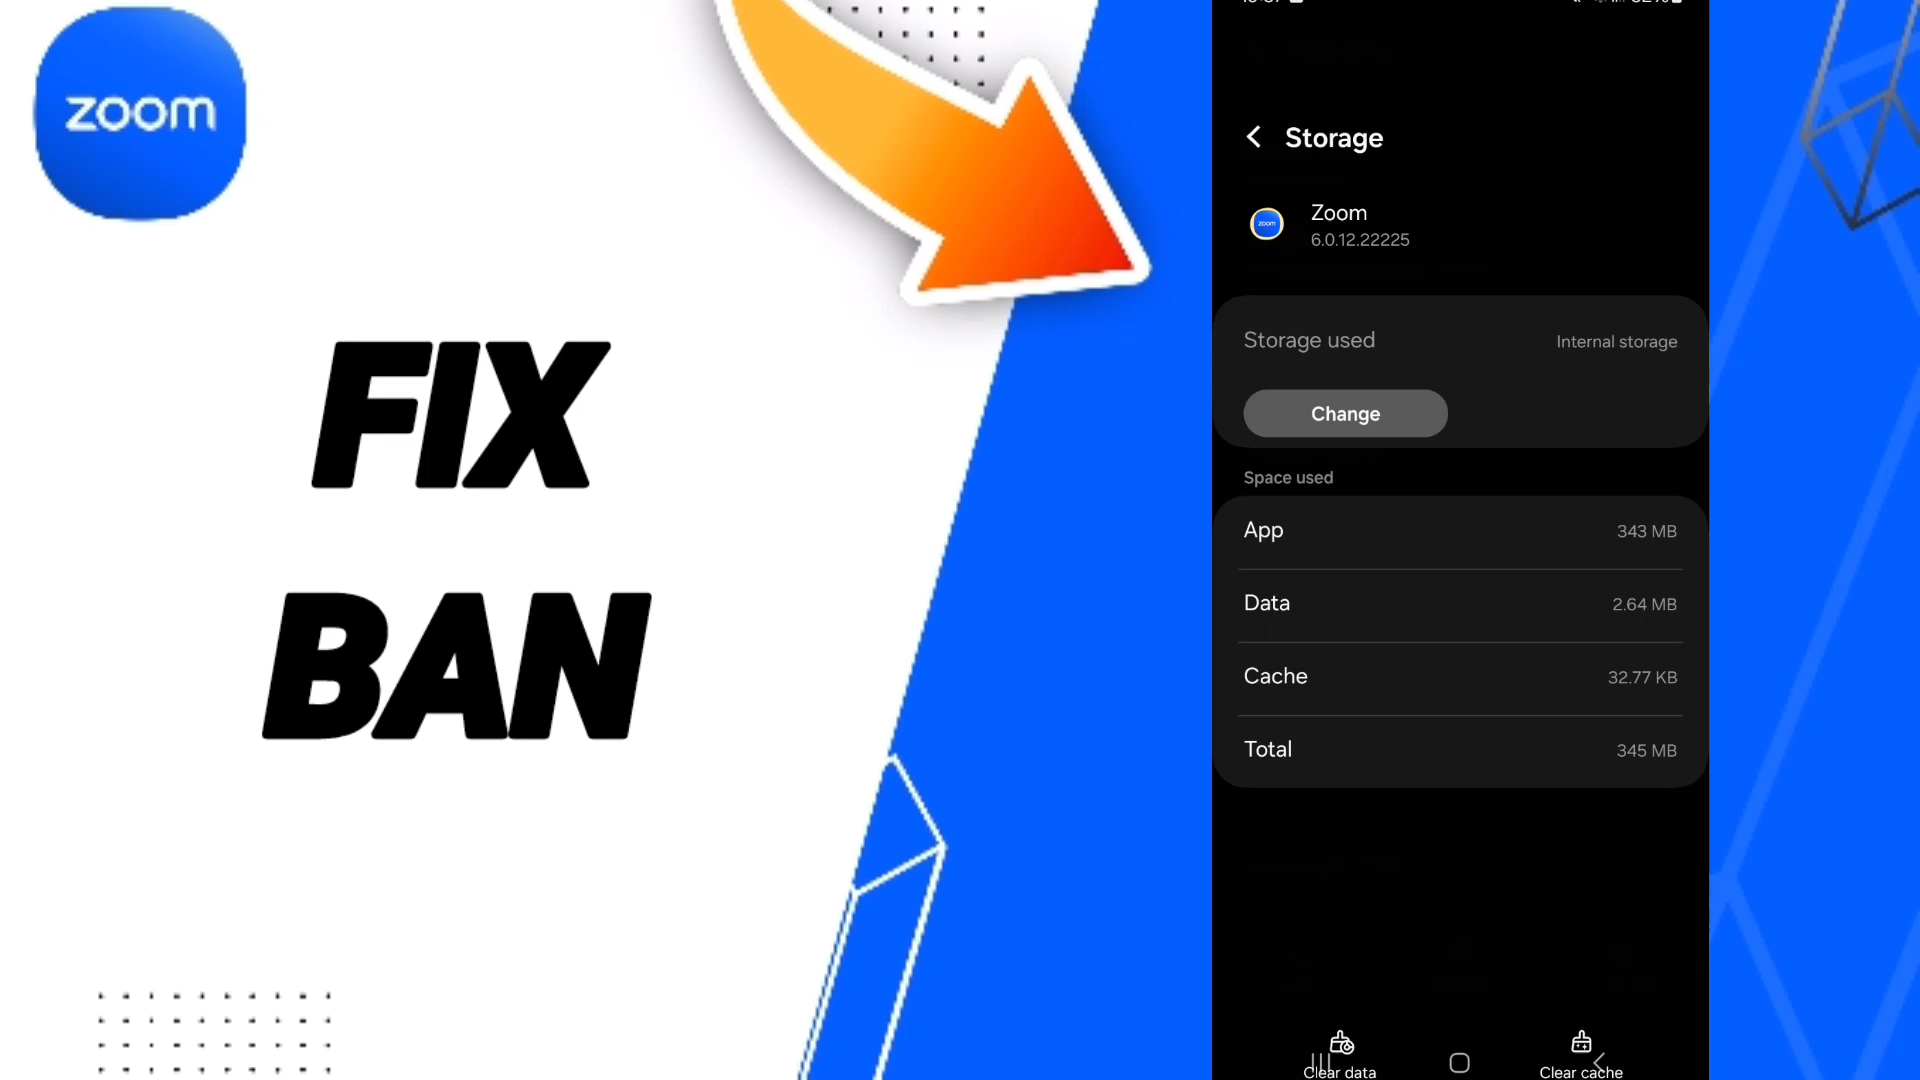 zoom
FIX
BAN
Storage
zoom
Zoom
6.0.12.22225
Storage used
Internal storage
Change
Space used
App
343 MB
Data
2.64 MB
Cache
32.77 KB
Total
345 MB
Clear data
Clear cache